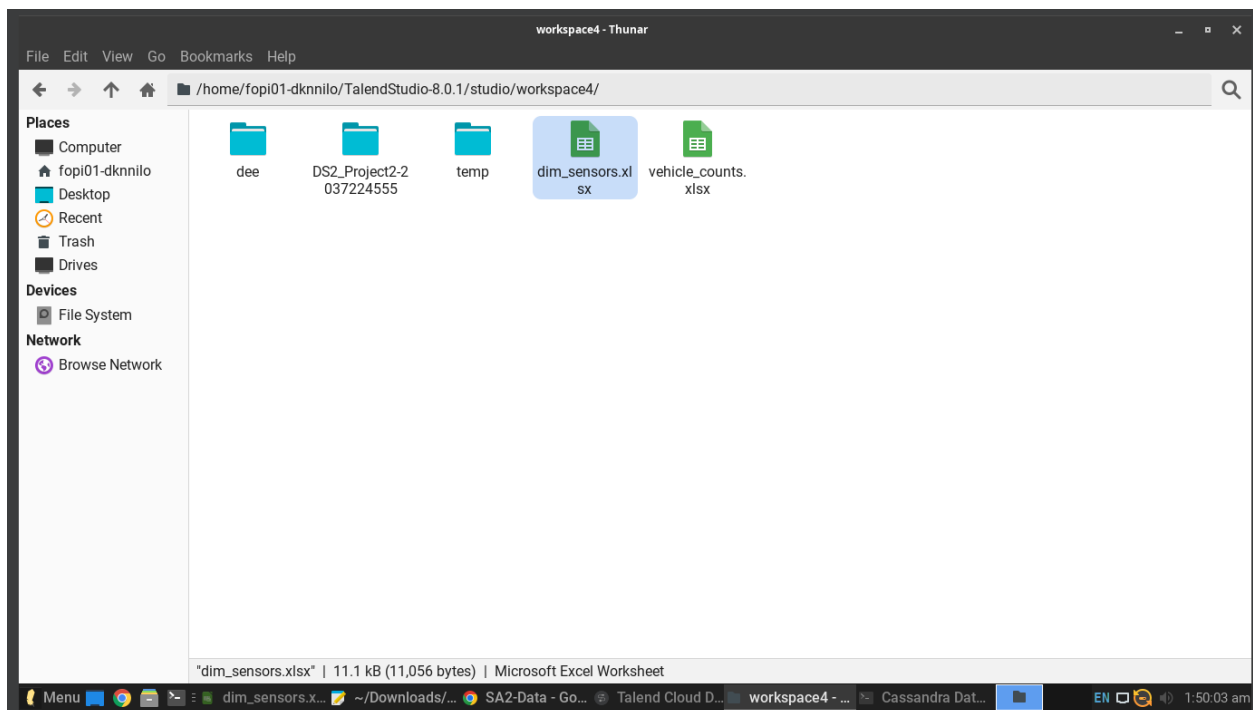 workspace4 - Thunar
File Edit View Go Bookmarks Help
/home/fopi01-dknnilo/TalendStudio-8.0.1/studio/workspace4/
Places
Computer
fopi01-dknnilo
Desktop
Recent
Trash
Drives
Devices
File System
Network
Browse Network
dee
DS2_Project2-2
037224555
temp
dim_sensors.xl
sx
vehicle_counts.
xlsx
"dim_sensors.xlsx" | 11.1 kB (11,056 bytes) | Microsoft Excel Worksheet
Menu dim_sensors.x... ~/Downloads/... SA2-Data - Go... Talend Cloud D... workspace4 - ... Cassandra Dat... EN 1:50:03 am